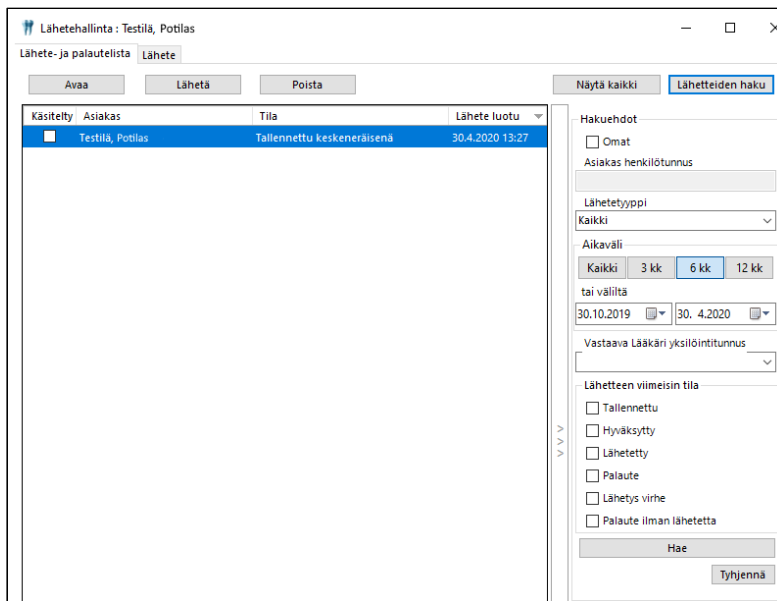 Lähetehallinta : Testilä, Potilas
Lähete- ja palautelista Lähete
Avaa Lähetä Poista Näytä kaikki Lähetteiden haku
Käsitelty Asiakas Tila Lähete luotu
Testilä, Potilas Tallennettu keskeneräisenä 30.4.2020 13:27
Hakuehdot
Omat
Asiakas henkilötunnus
Lähetetyyppi
Kaikki
Aikaväli
Kaikki 3 kk 6 kk 12 kk
tai väliltä
30.10.2019 30. 4.2020
Vastaava Lääkäri yksilöintitunnus
Lähetteen viimeisin tila
Tallennettu
Hyväksytty
Lähetetty
Palaute
Lähetys virhe
Palaute ilman lähetetta
Hae
Tyhjennä
> 
>
>